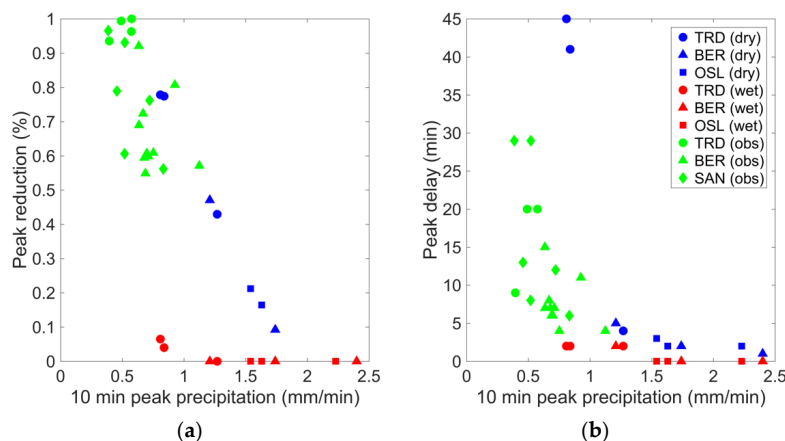 1
0.9
0.8
0.7
0.6
0.5
0.4
0.3
0.2
0.1
0
Peak reduction (%)
0 0.5 1 1.5 2 2.5
10 min peak precipitation (mm/min)
(a)
45
40
35
30
25
20
15
10
5
0
Peak delay (min)
0 0.5 1 1.5 2 2.5
10 min peak precipitation (mm/min)
(b)
TRD (dry)
BER (dry)
OSL (dry)
TRD (wet)
BER (wet)
OSL (wet)
TRD (obs)
BER (obs)
SAN (obs)